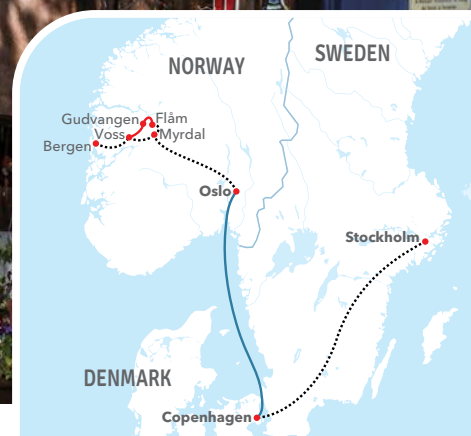 NORWAY
SWEDEN
Gudvangen
Flåm
Voss
Myrdal
Bergen
Oslo
Stockholm
DENMARK
Copenhagen